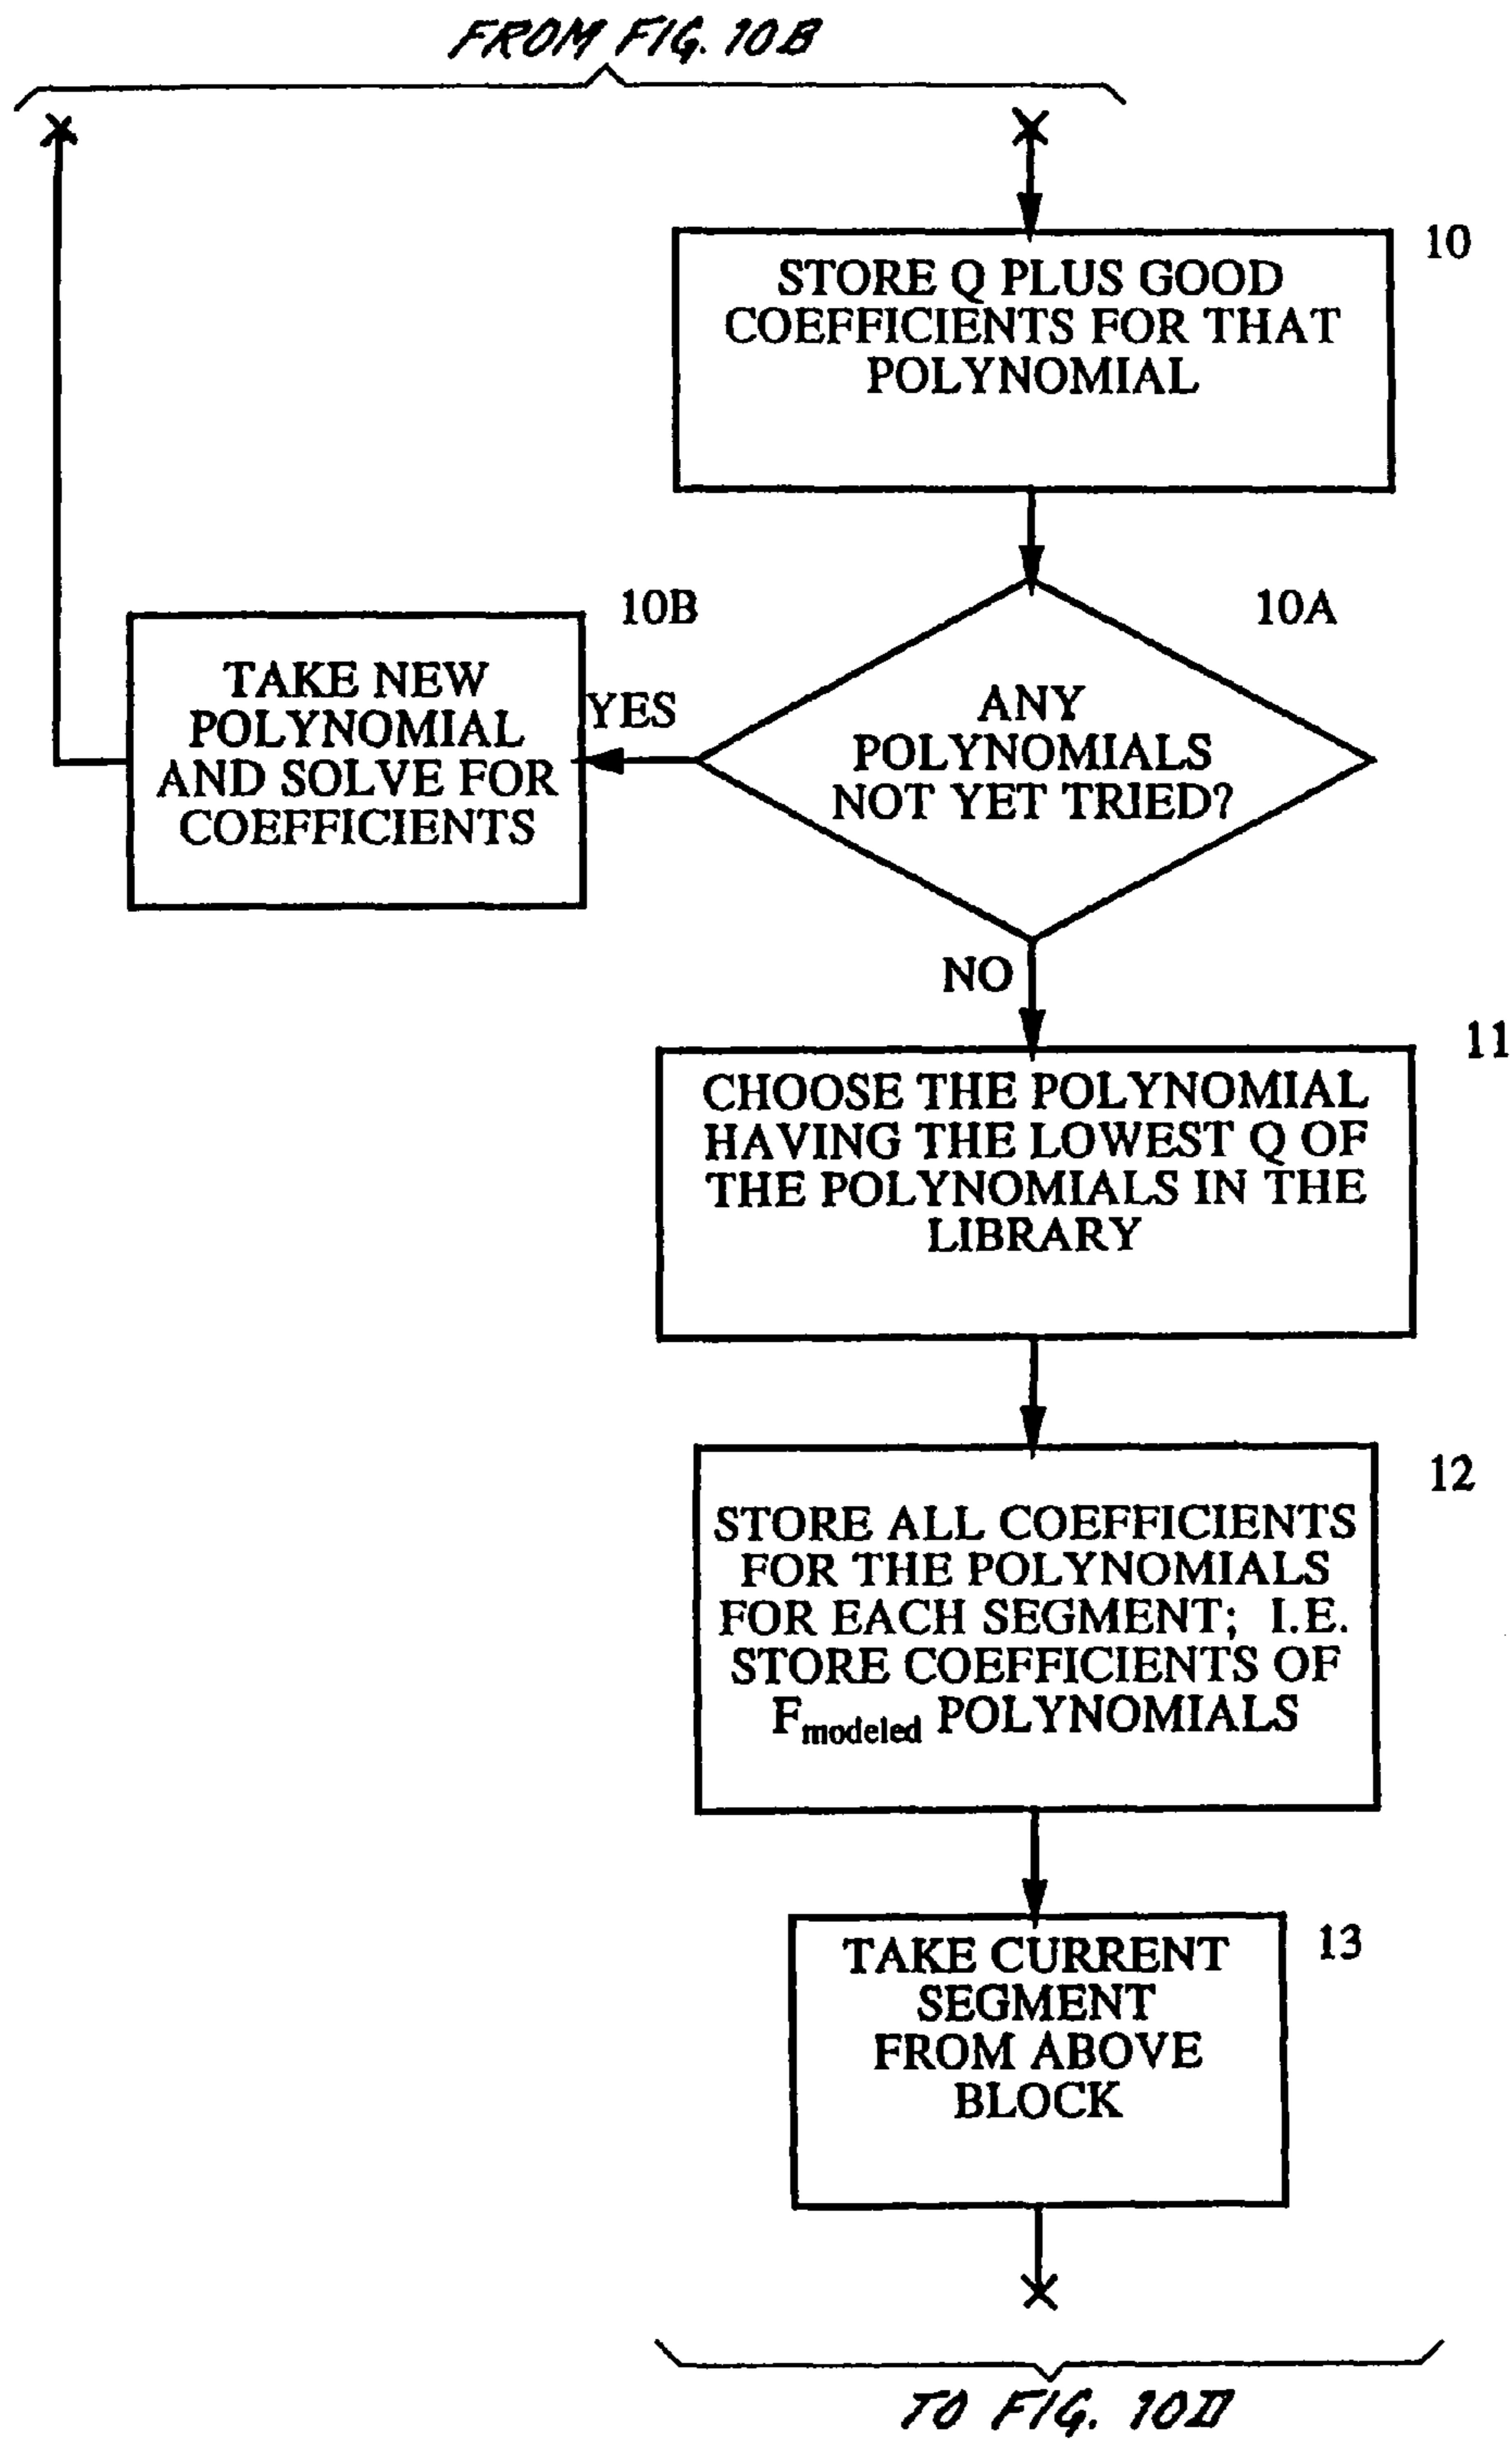 FROM FIG. 10B
10
STORE Q PLUS GOOD
COEFFICIENTS FOR THAT
POLYNOMIAL
10B
10A
TAKE NEW
POLYNOMIAL
AND SOLVE FOR
COEFFICIENTS
YES
ANY
POLYNOMIALS
NOT YET TRIED?
NO
11
CHOOSE THE POLYNOMIAL
HAVING THE LOWEST Q OF
THE POLYNOMIALS IN THE
LIBRARY
12
STORE ALL COEFFICIENTS
FOR THE POLYNOMIALS
FOR EACH SEGMENT; I.E.
STORE COEFFICIENTS OF
Fmodeled POLYNOMIALS
13
TAKE CURRENT
SEGMENT
FROM ABOVE
BLOCK
TO FIG. 10D